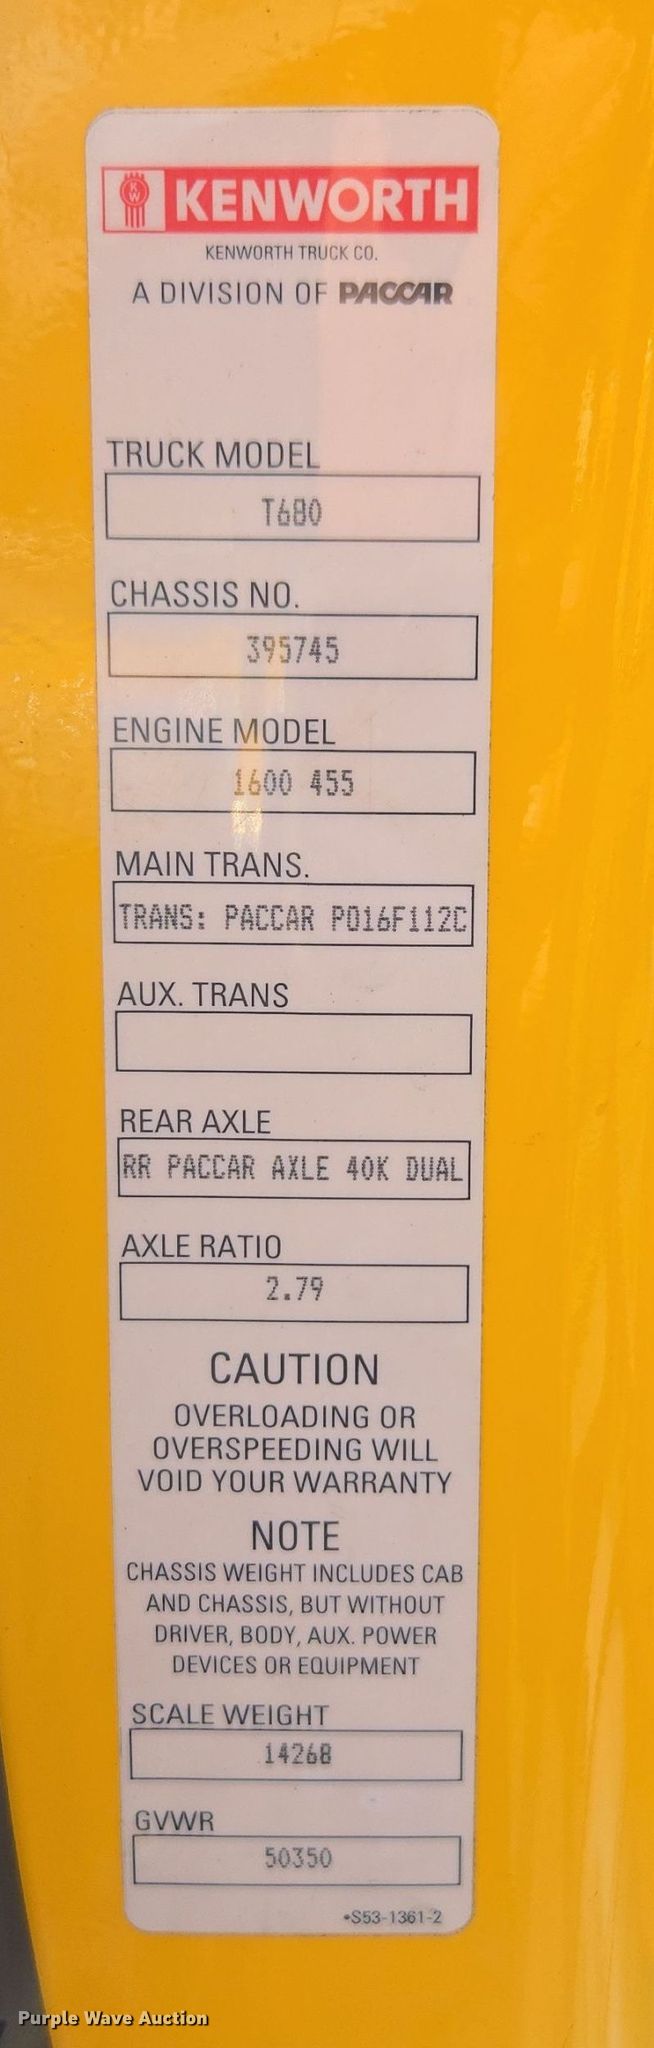 KW KENWORTH
KENWORTH TRUCK CO.
A DIVISION OF PACCAR
TRUCK MODEL
T680
CHASSIS NO.
395745
ENGINE MODEL
1600 455
MAIN TRANS.
TRANS: PACCAR PO16F112C
AUX. TRANS
REAR AXLE
RR PACCAR AXLE 40K DUAL
AXLE RATIO
2.79
CAUTION
OVERLOADING OR
OVERSPEEDING WILL
VOID YOUR WARRANTY
NOTE
CHASSIS WEIGHT INCLUDES CAB
AND CHASSIS, BUT WITHOUT
DRIVER, BODY, AUX. POWER
DEVICES OR EQUIPMENT
SCALE WEIGHT
14268
GVWR
50350
•S53-1361-2
Purple Wave Auction